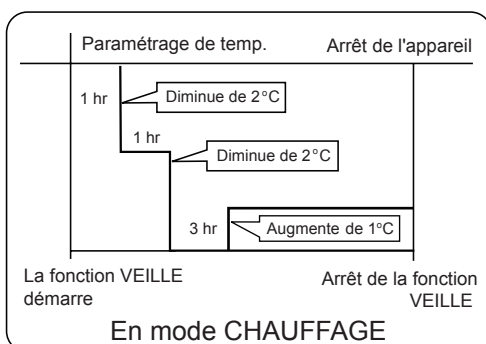 Paramétrage de temp.
Arrêt de l'appareil
1 hr
Diminue de 2°C
1 hr
Diminue de 2°C
3 hr
Augmente de 1°C
La fonction VEILLE
démarre
Arrêt de la fonction
VEILLE
En mode CHAUFFAGE